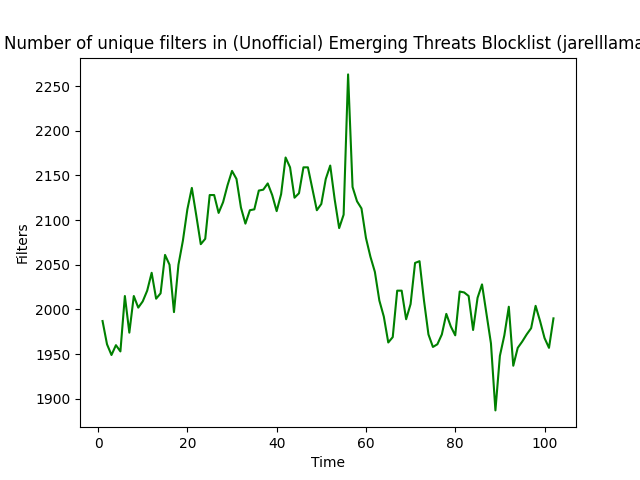 Number of unique filters in (Unofficial) Emerging Threats Blocklist (jarelllama
2250
2200
2150
2100
2050
2000
1950
1900
Filters
0 20 40 60 80 100
Time